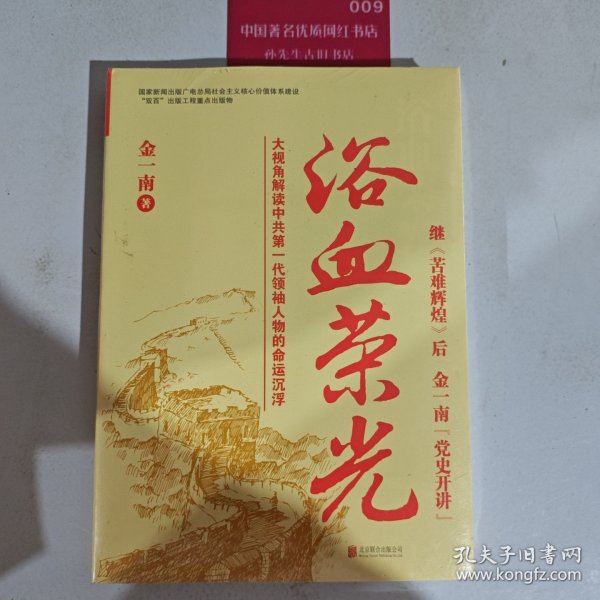 009
中国著名优质网红书店
孙先生古旧书店
国家新闻出版广电总局社会主义核心价值体系建设
“双百”出版工程重点出版物
金一南 著
大视角解读中共第一代领袖人物的命运沉浮
浴血荣光
继《苦难辉煌》后 金一南「党史开讲」
北京联合出版公司
孔夫子旧书网
www.kongfz.com